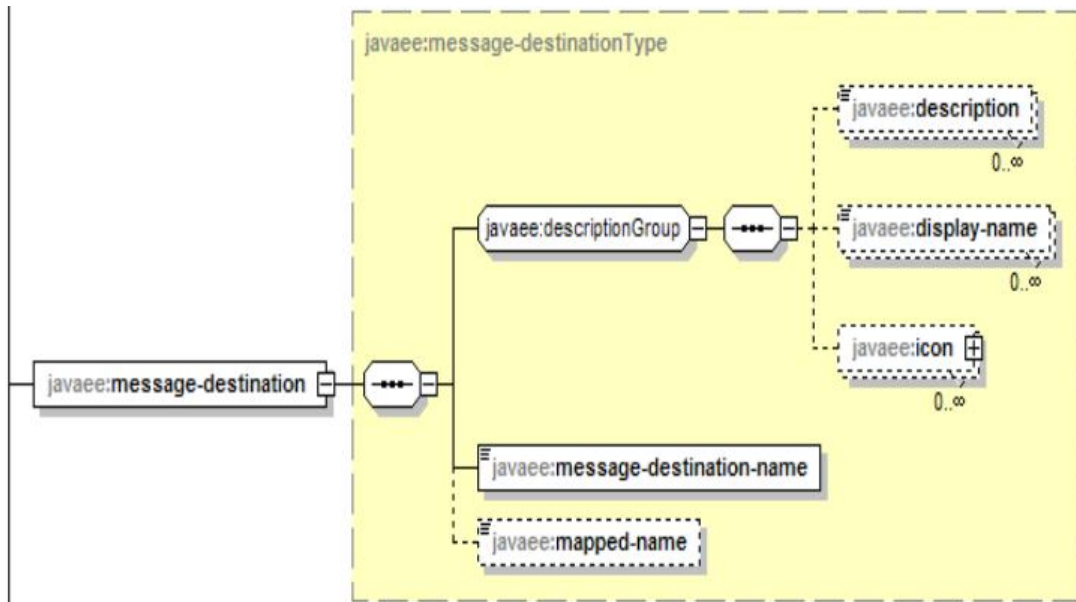 javaee:message-destinationType
javaee:description
0..∞
javaee:descriptionGroup
javaee:display-name
0..∞
javaee:icon
0..∞
javaee:message-destination
javaee:message-destination-name
javaee:mapped-name